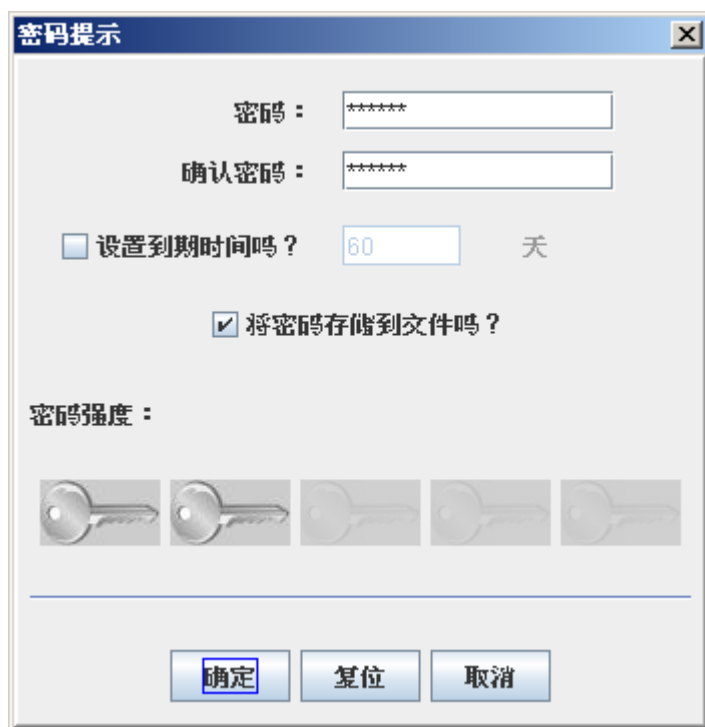 密码提示
密码：
******
确认密码：
******
设置到期时间吗？ 60 天
将密码存储到文件吗？
密码强度：
确定 复位 取消